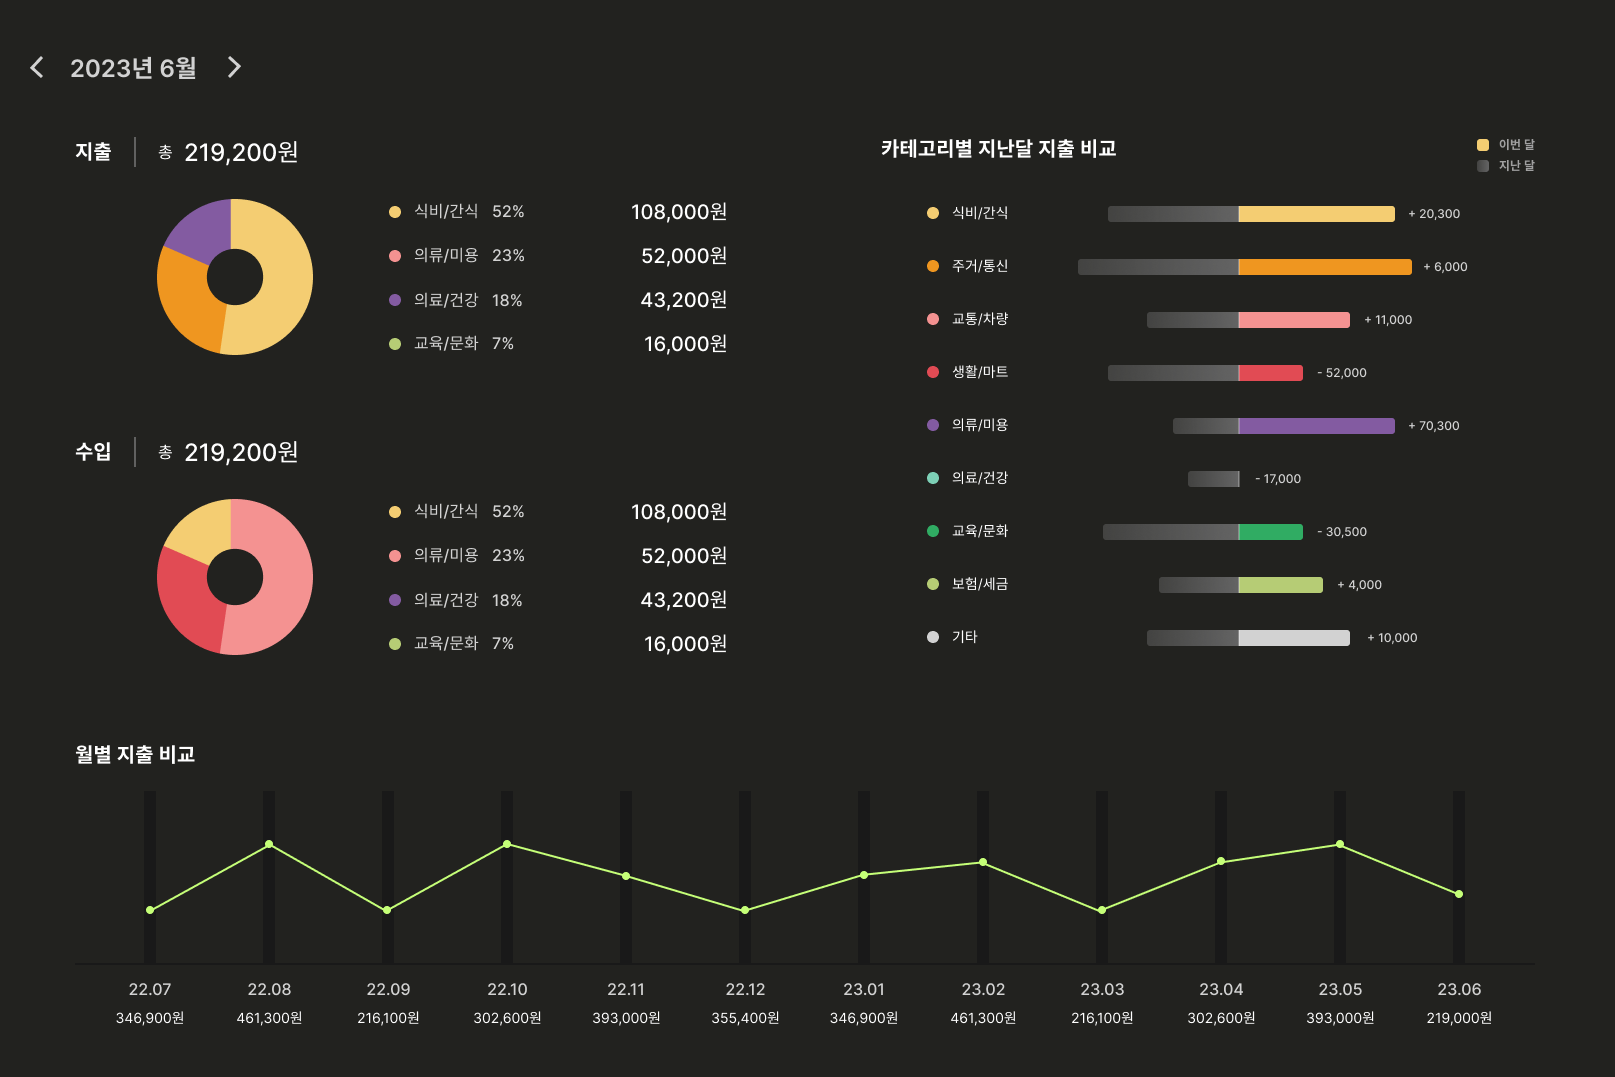 2023년 6월
지출 총 219,200원
식비/간식 52% 108,000원
의류/미용 23% 52,000원
의료/건강 18% 43,200원
교육/문화 7% 16,000원
수입 총 219,200원
식비/간식 52% 108,000원
의류/미용 23% 52,000원
의료/건강 18% 43,200원
교육/문화 7% 16,000원
카테고리별 지난달 지출 비교
이번 달
지난 달
식비/간식 + 20,300
주거/통신 + 6,000
교통/차량 + 11,000
생활/마트 - 52,000
의류/미용 + 70,300
의료/건강 - 17,000
교육/문화 - 30,500
보험/세금 + 4,000
기타 + 10,000
월별 지출 비교
22.07 22.08 22.09 22.10 22.11 22.12 23.01 23.02 23.03 23.04 23.05 23.06
346,900원 461,300원 216,100원 302,600원 393,000원 355,400원 346,900원 461,300원 216,100원 302,600원 393,000원 219,000원